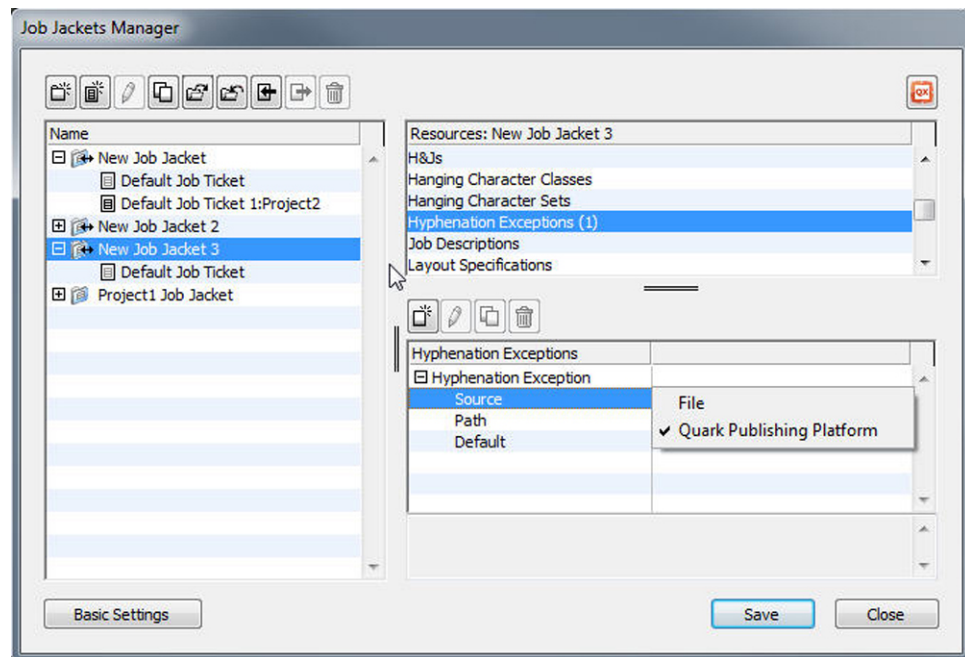 Job Jackets Manager
QX
Name
New Job Jacket
Default Job Ticket
Default Job Ticket 1:Project2
New Job Jacket 2
New Job Jacket 3
Default Job Ticket
Project1 Job Jacket
Resources: New Job Jacket 3
H&Js
Hanging Character Classes
Hanging Character Sets
Hyphenation Exceptions (1)
Job Descriptions
Layout Specifications
Hyphenation Exceptions
Hyphenation Exception
Source
Path
Default
File
Quark Publishing Platform
Basic Settings
Save
Close